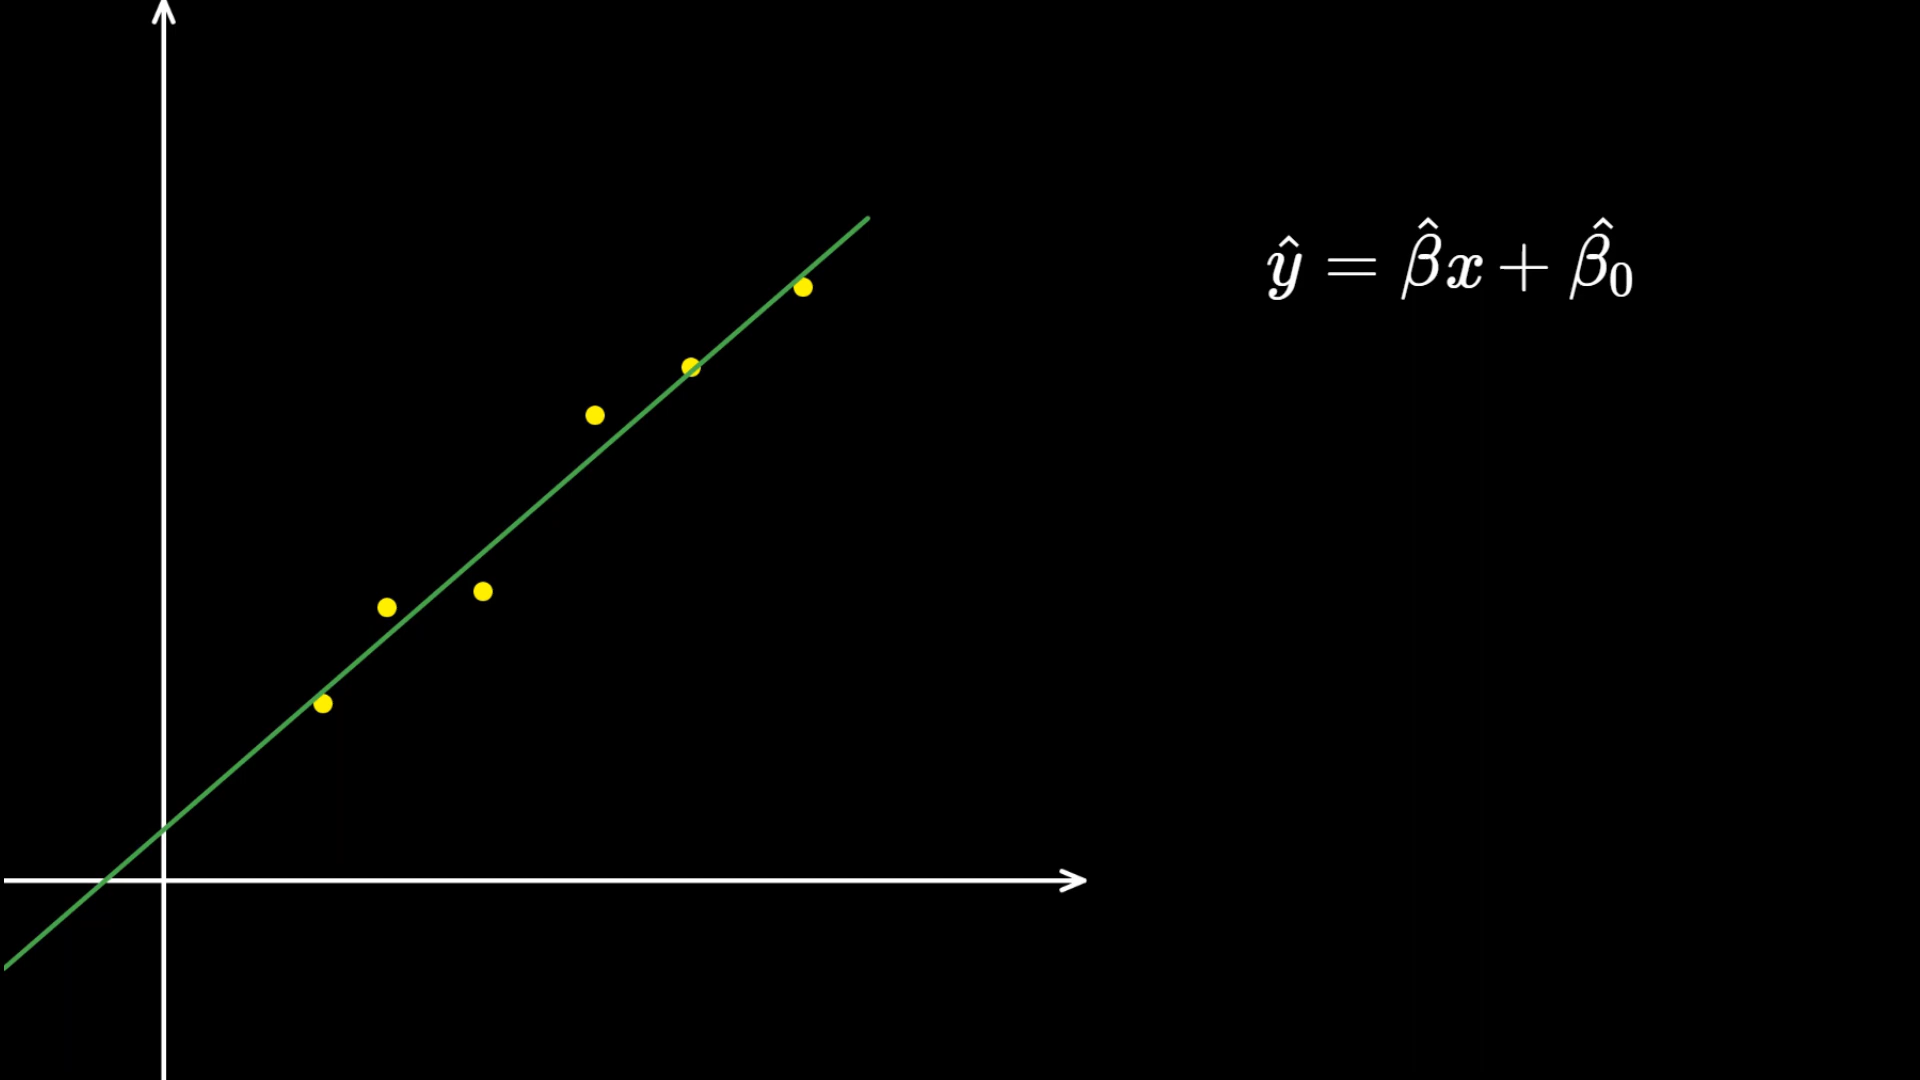 ŷ = β̂x + β̂₀